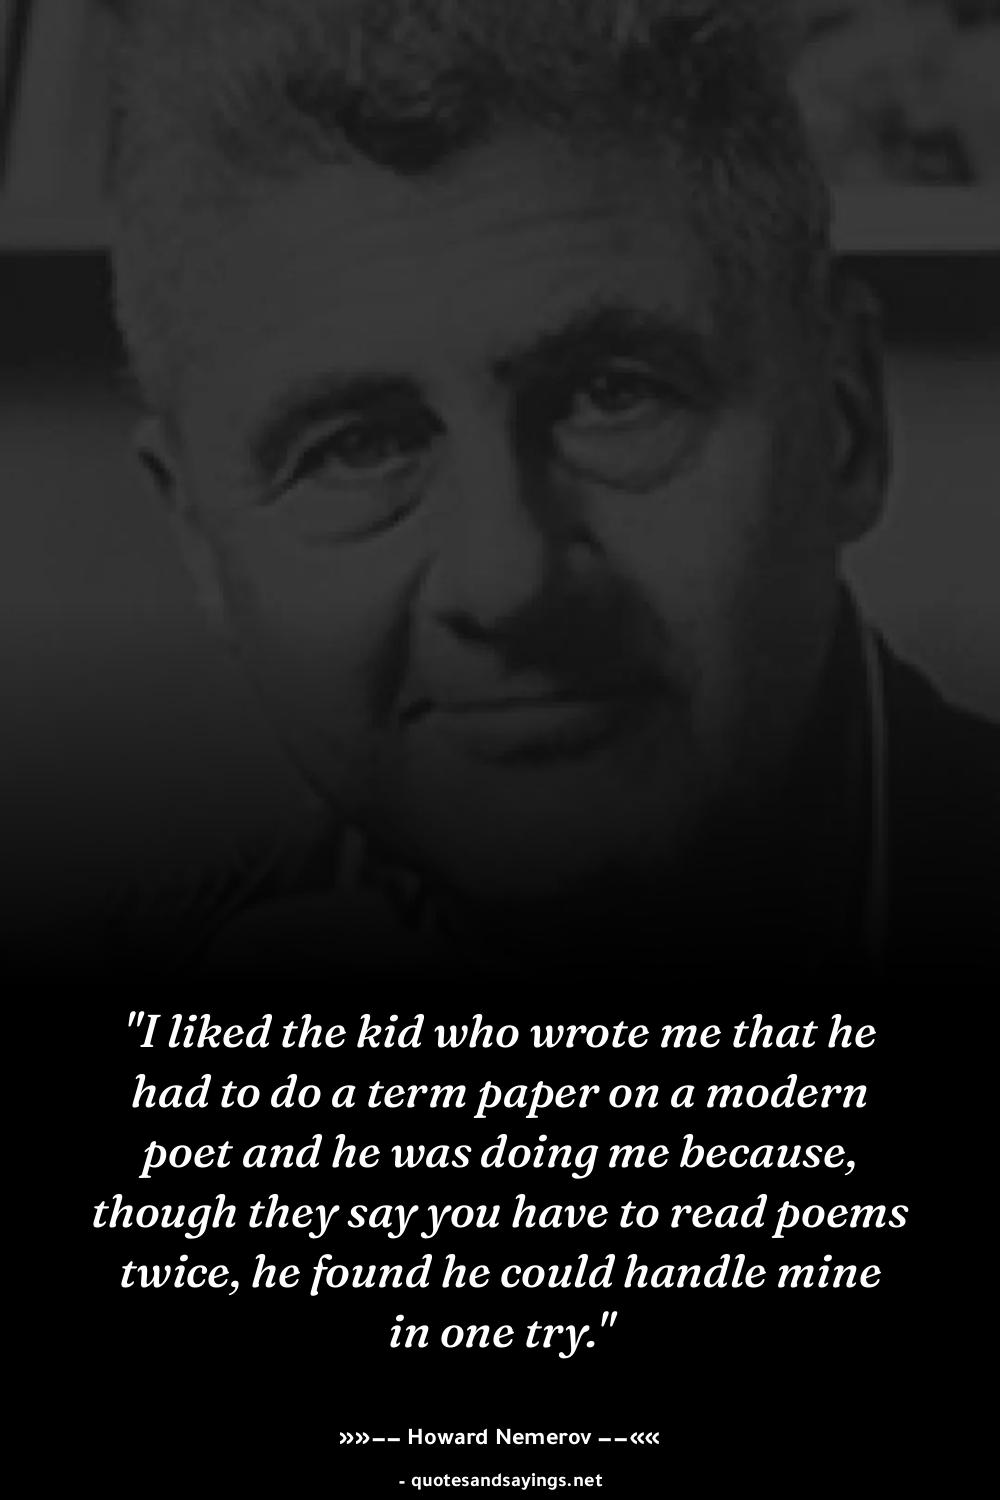 "I liked the kid who wrote me that he
had to do a term paper on a modern
poet and he was doing me because,
though they say you have to read poems
twice, he found he could handle mine
in one try."
»»−− Howard Nemerov −−««
- quotesandsayings.net